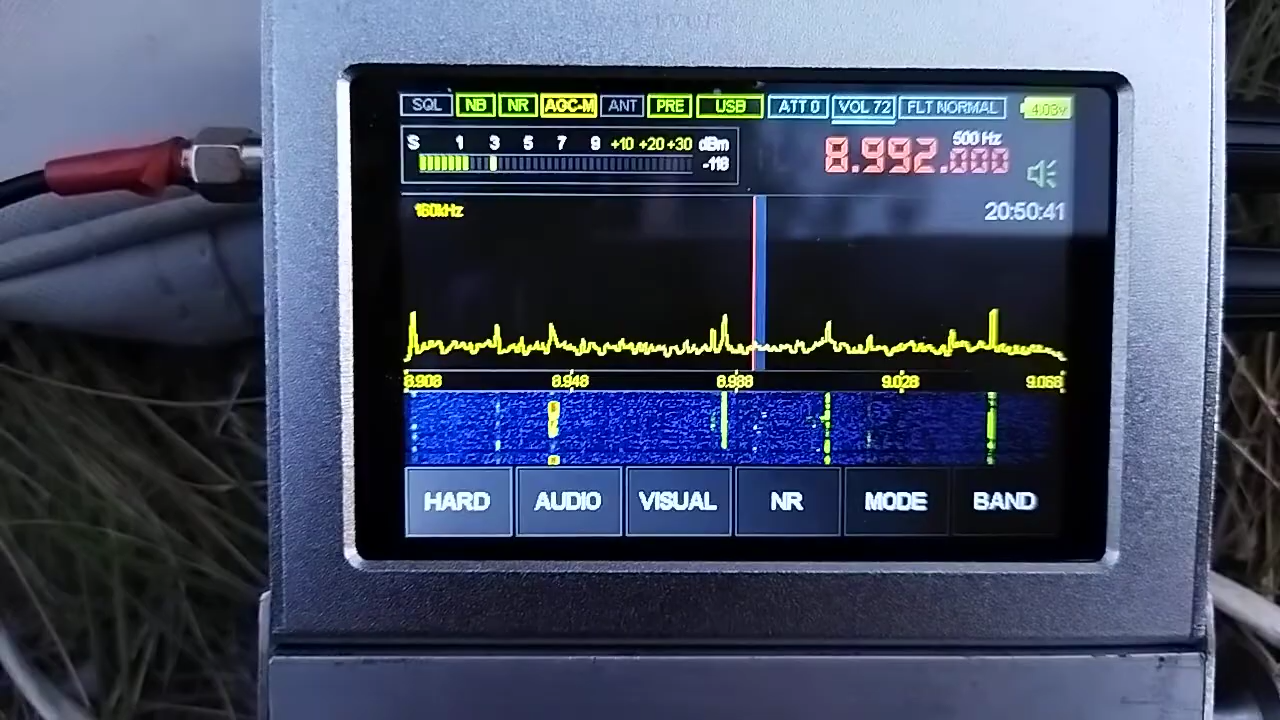 SQL NB NR AGC-M ANT PRE USB ATT 0 VOL 72 FLT NORMAL 4.03v
S 1 3 5 7 9 +10 +20 +30 dBm
-116
500 Hz
8.992.000
160kHz
20:50:41
8.908 8.948 8.988 9.028 9.068
HARD AUDIO VISUAL NR MODE BAND